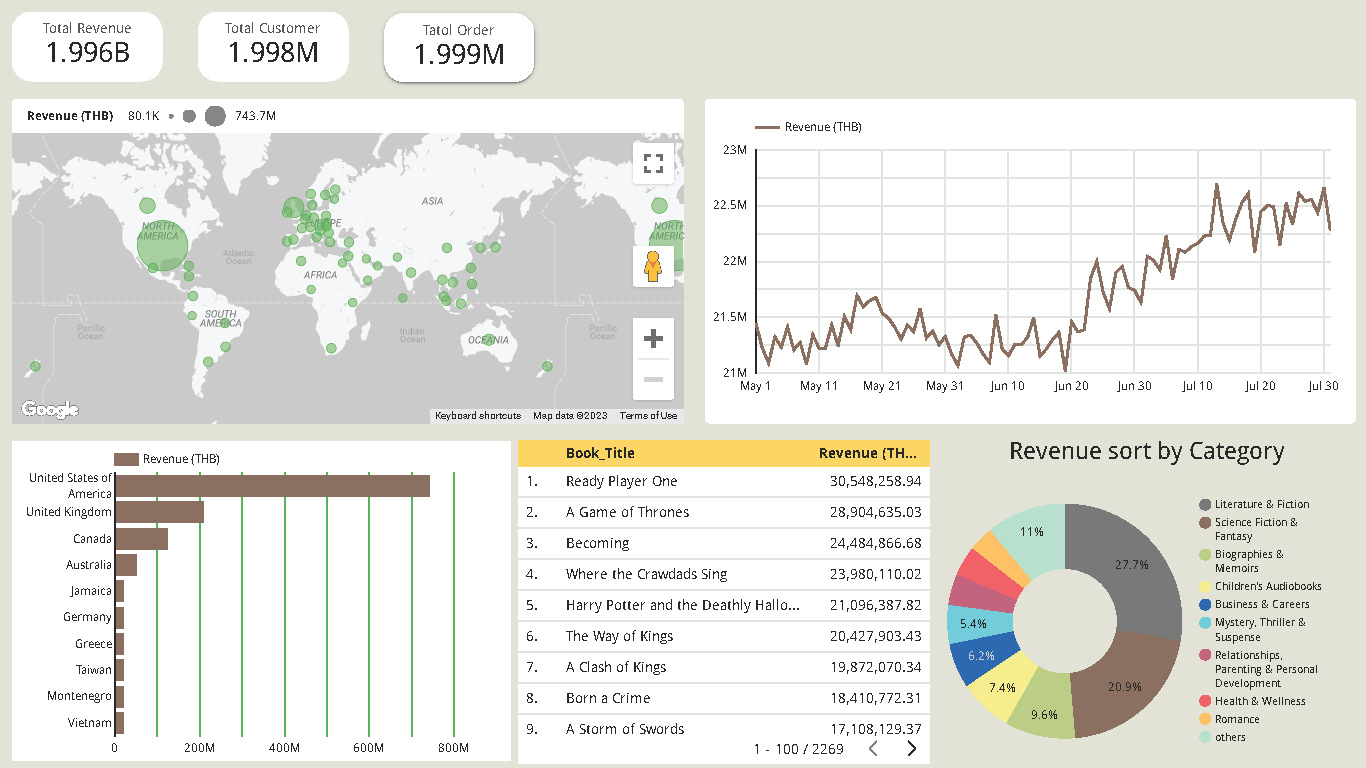 Total Revenue
1.996B
Total Customer
1.998M
Tatol Order
1.999M
Revenue (THB) 80.1K 743.7M
NORTH AMERICA
Atlantic Ocean
EUROPE
ASIA
AFRICA
SOUTH AMERICA
Pacific Ocean
Indian Ocean
OCEANIA
Pacific Ocean
NORTH AMERICA
Google
Keyboard shortcuts Map data ©2023 Terms of Use
Revenue (THB)
23M
22.5M
22M
21.5M
21M
May 1 May 11 May 21 May 31 Jun 10 Jun 20 Jun 30 Jul 10 Jul 20 Jul 30
Revenue (THB)
United States of
America
United Kingdom
Canada
Australia
Jamaica
Germany
Greece
Taiwan
Montenegro
Vietnam
0 200M 400M 600M 800M
Book_Title Revenue (TH...
1. Ready Player One 30,548,258.94
2. A Game of Thrones 28,904,635.03
3. Becoming 24,484,866.68
4. Where the Crawdads Sing 23,980,110.02
5. Harry Potter and the Deathly Hallo... 21,096,387.82
6. The Way of Kings 20,427,903.43
7. A Clash of Kings 19,872,070.34
8. Born a Crime 18,410,772.31
9. A Storm of Swords 17,108,129.37
1 - 100 / 2269
Revenue sort by Category
11%
27.7%
5.4%
6.2%
7.4%
9.6%
20.9%
Literature & Fiction
Science Fiction &
Fantasy
Biographies &
Memoirs
Children's Audiobooks
Business & Careers
Mystery, Thriller &
Suspense
Relationships,
Parenting & Personal
Development
Health & Wellness
Romance
others